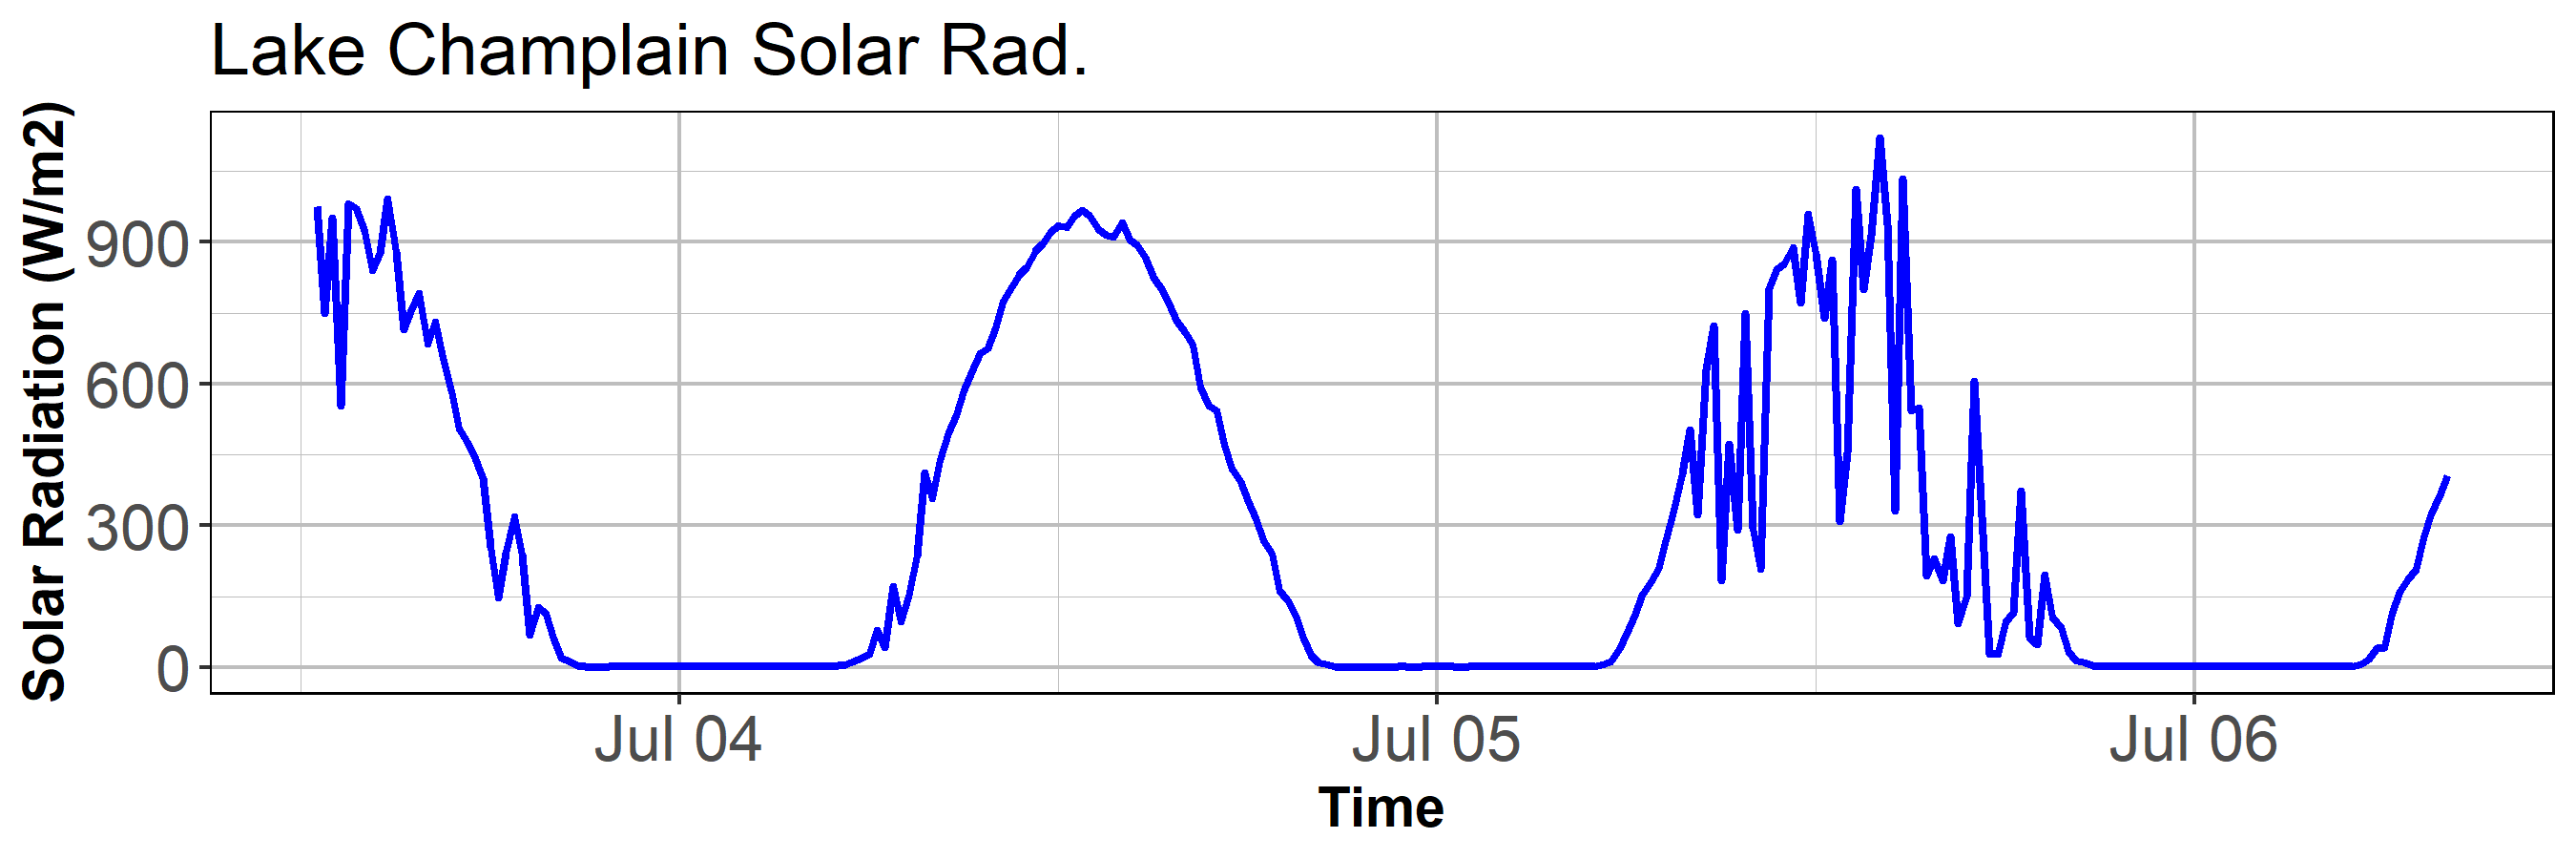 Lake Champlain Solar Rad.
Solar Radiation (W/m2)
900
600
300
0
Jul 04 Jul 05 Jul 06
Time